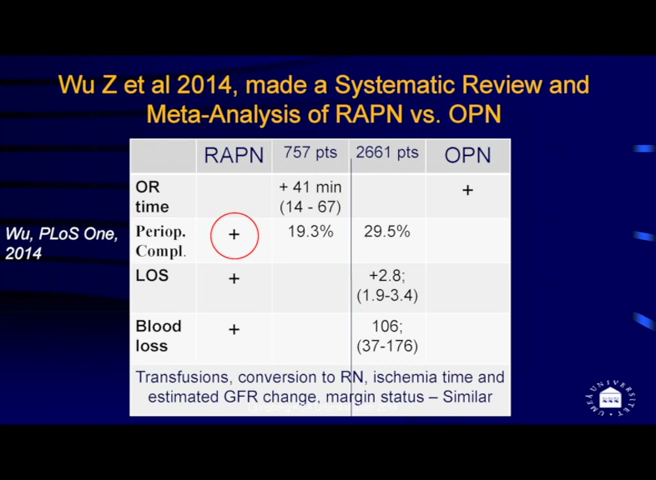 Wu Z et al 2014, made a Systematic Review and
Meta-Analysis of RAPN vs. OPN
RAPN 757 pts 2661 pts OPN
OR time + 41 min (14 - 67) +
Periop. Compl. + 19.3% 29.5%
LOS + +2.8; (1.9-3.4)
Blood loss + 106; (37-176)
Transfusions, conversion to RN, ischemia time and
estimated GFR change, margin status – Similar
Wu, PLoS One,
2014
UMEÅ UNIVERSITET